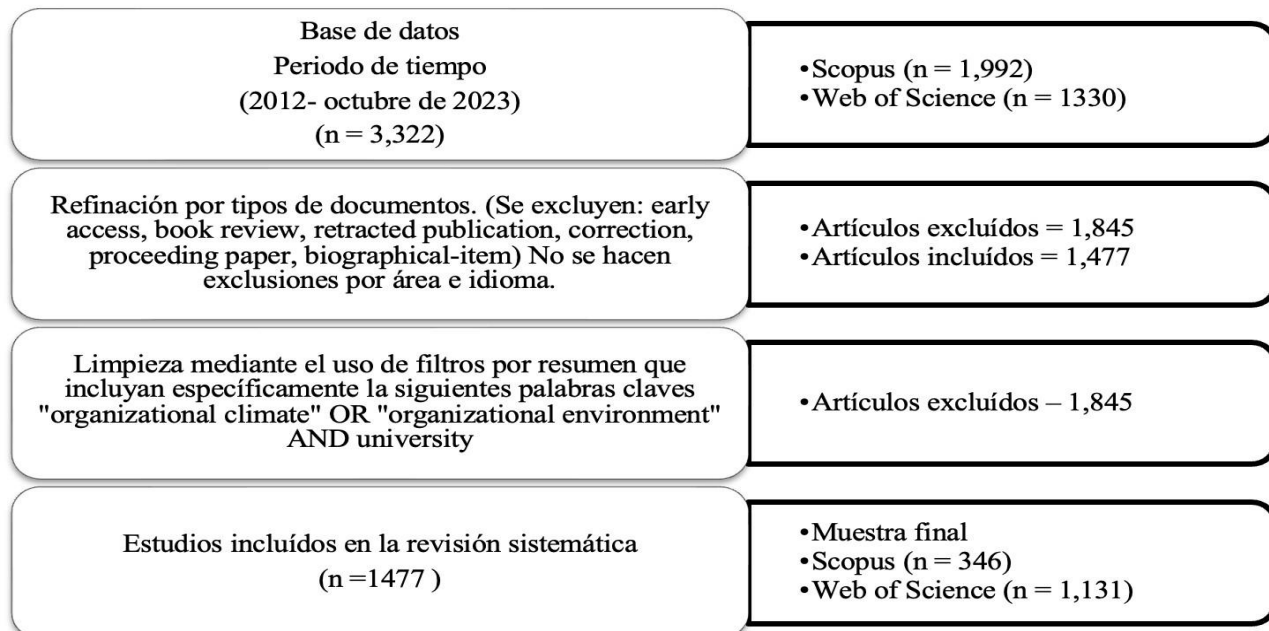 Base de datos
Periodo de tiempo
(2012- octubre de 2023)
(n = 3,322)
•Scopus (n = 1,992)
•Web of Science (n = 1330)
Refinación por tipos de documentos. (Se excluyen: early
access, book review, retracted publication, correction,
proceeding paper, biographical-item) No se hacen
exclusiones por área e idioma.
•Artículos excluídos = 1,845
•Artículos incluídos = 1,477
Limpieza mediante el uso de filtros por resumen que
incluyan específicamente la siguientes palabras claves
"organizational climate" OR "organizational environment"
AND university
•Artículos excluídos – 1,845
Estudios incluídos en la revisión sistemática
(n =1477 )
•Muestra final
•Scopus (n = 346)
•Web of Science (n = 1,131)